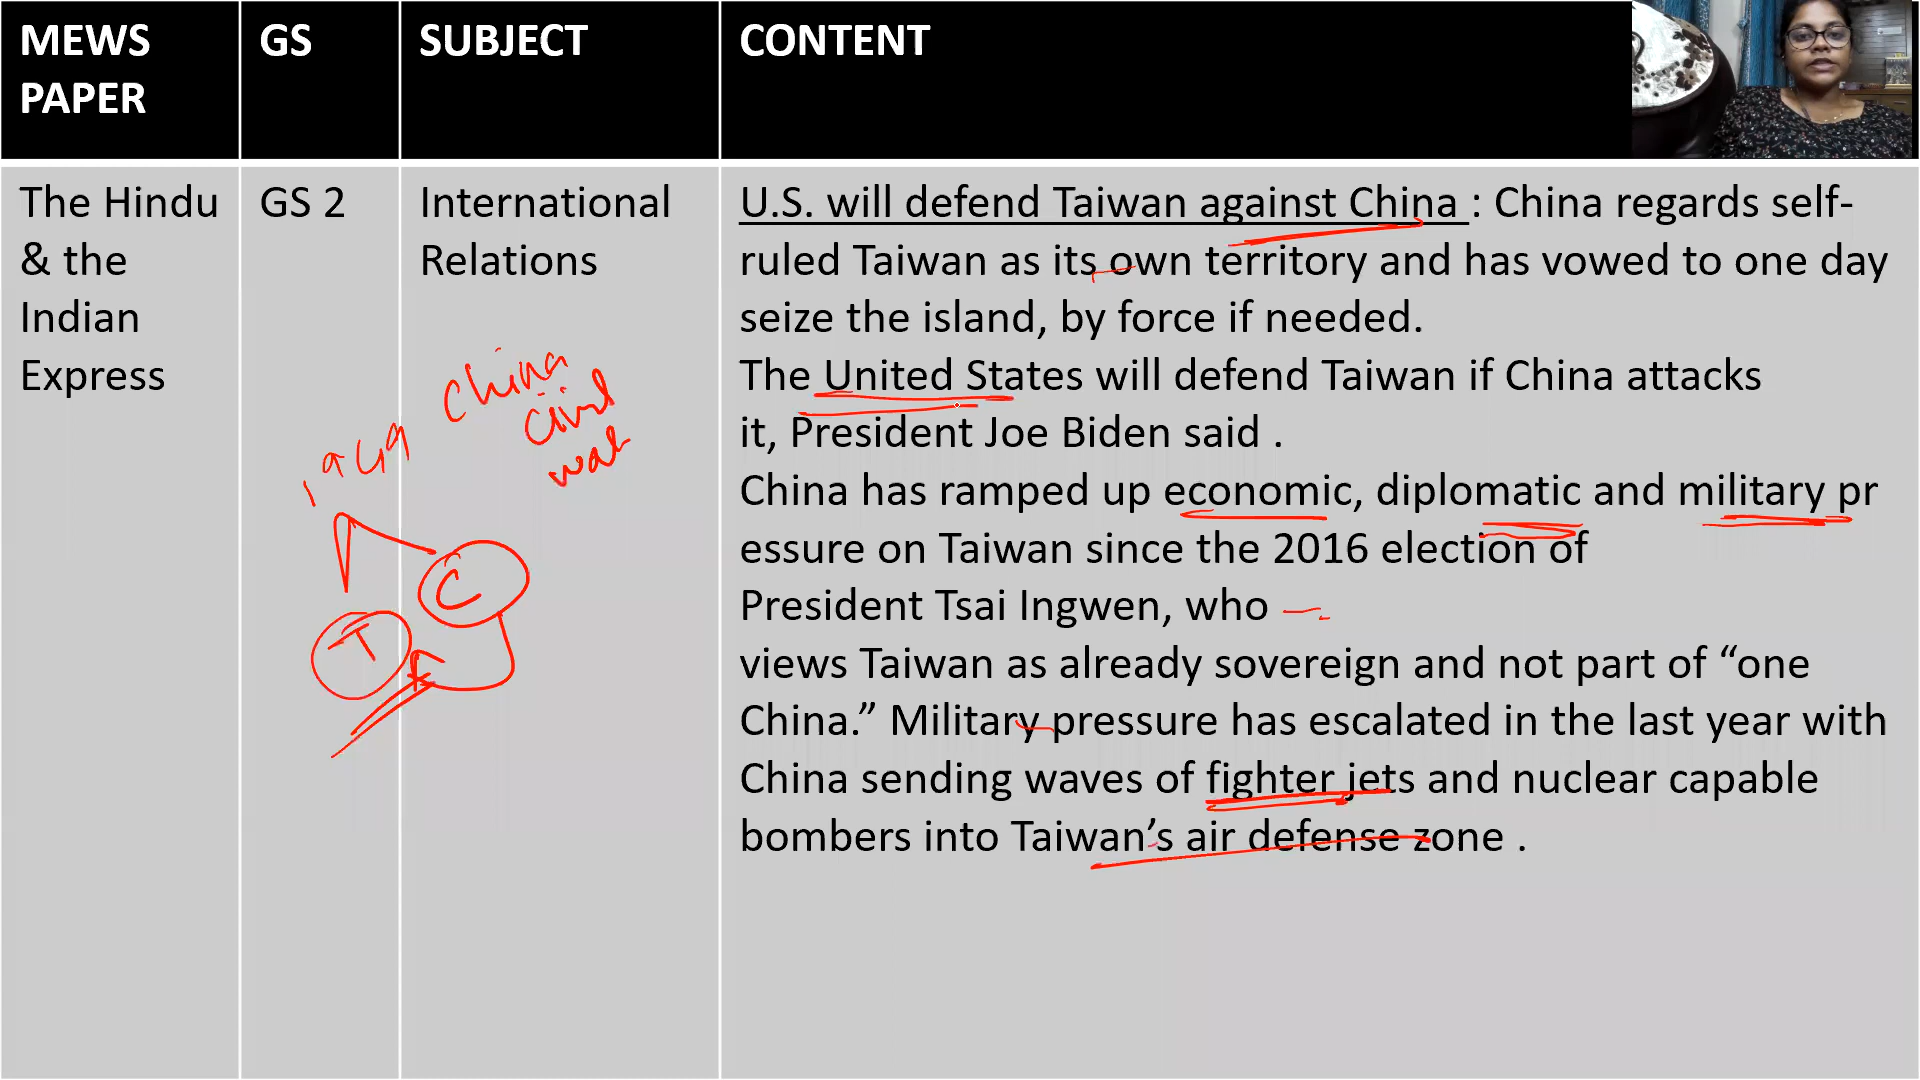 MEWS
PAPER
GS
SUBJECT
CONTENT
The Hindu
& the
Indian
Express
GS 2
International
Relations
U.S. will defend Taiwan against China : China regards self-
ruled Taiwan as its own territory and has vowed to one day
seize the island, by force if needed.
The United States will defend Taiwan if China attacks
it, President Joe Biden said .
China has ramped up economic, diplomatic and military pr
essure on Taiwan since the 2016 election of
President Tsai Ingwen, who
views Taiwan as already sovereign and not part of “one
China.” Military pressure has escalated in the last year with
China sending waves of fighter jets and nuclear capable
bombers into Taiwan’s air defense zone .
China
Civil
war
1949
C
T